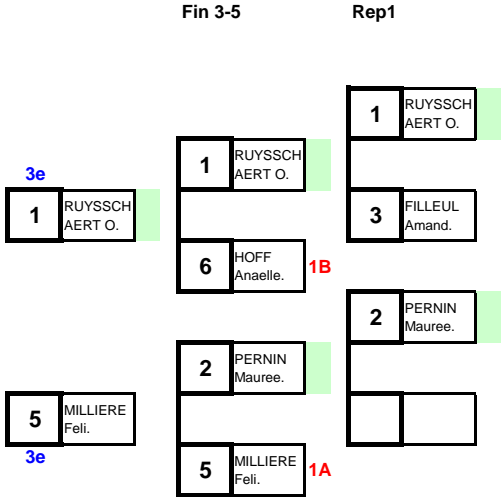 Fin 3-5 Rep1
1 RUYSSCH
AERT O.
1 RUYSSCH
AERT O.
3e
1 RUYSSCH
AERT O.
3 FILLEUL
Amand.
6 HOFF
Anaelle.
1B
2 PERNIN
Mauree.
2 PERNIN
Mauree.
5 MILLIERE
Feli.
3e
5 MILLIERE
Feli.
1A